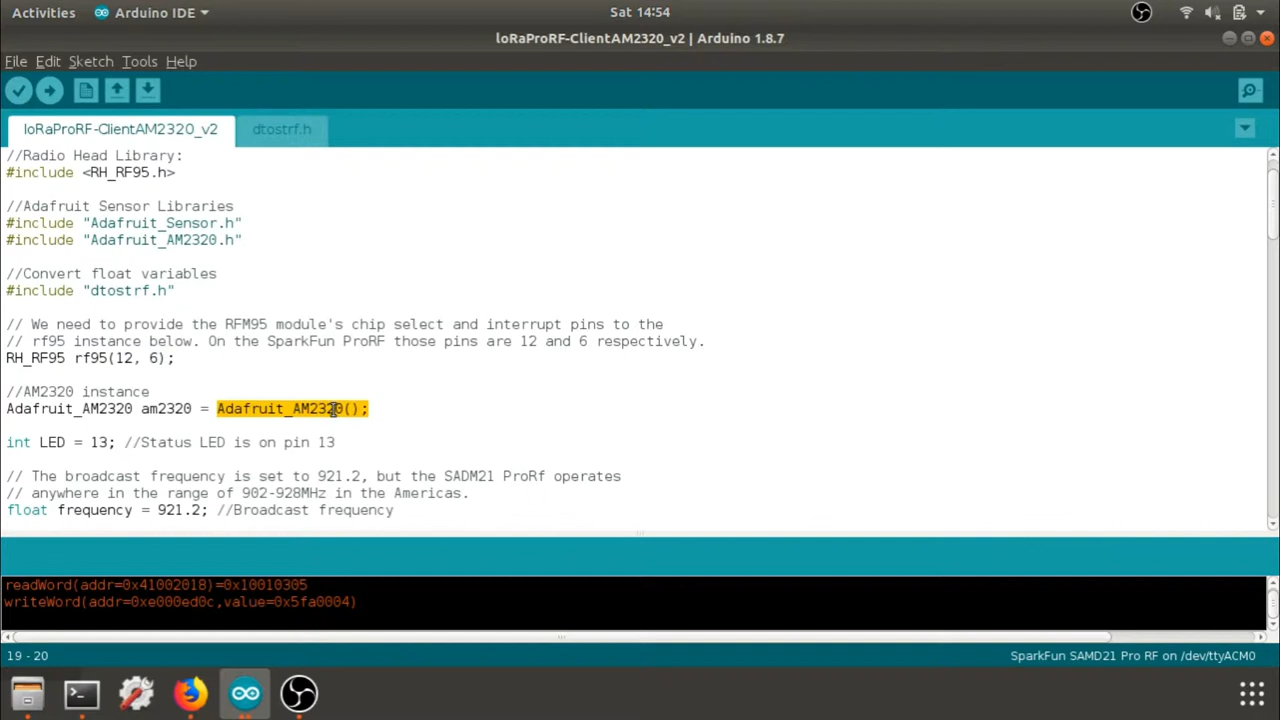 Activities Arduino IDE Sat 14:54
loRaProRF-ClientAM2320_v2 | Arduino 1.8.7
File Edit Sketch Tools Help
loRaProRF-ClientAM2320_v2 dtostrf.h
//Radio Head Library:
#include <RH_RF95.h>
//Adafruit Sensor Libraries
#include "Adafruit_Sensor.h"
#include "Adafruit_AM2320.h"
//Convert float variables
#include "dtostrf.h"
// We need to provide the RFM95 module's chip select and interrupt pins to the
// rf95 instance below. On the SparkFun ProRF those pins are 12 and 6 respectively.
RH_RF95 rf95(12, 6);
//AM2320 instance
Adafruit_AM2320 am2320 = Adafruit_AM2320();
int LED = 13; //Status LED is on pin 13
// The broadcast frequency is set to 921.2, but the SADM21 ProRf operates
// anywhere in the range of 902-928MHz in the Americas.
float frequency = 921.2; //Broadcast frequency
readWord(addr=0x41002018)=0x10010305
writeWord(addr=0xe000ed0c,value=0x5fa0004)
19 - 20 SparkFun SAMD21 Pro RF on /dev/ttyACM0